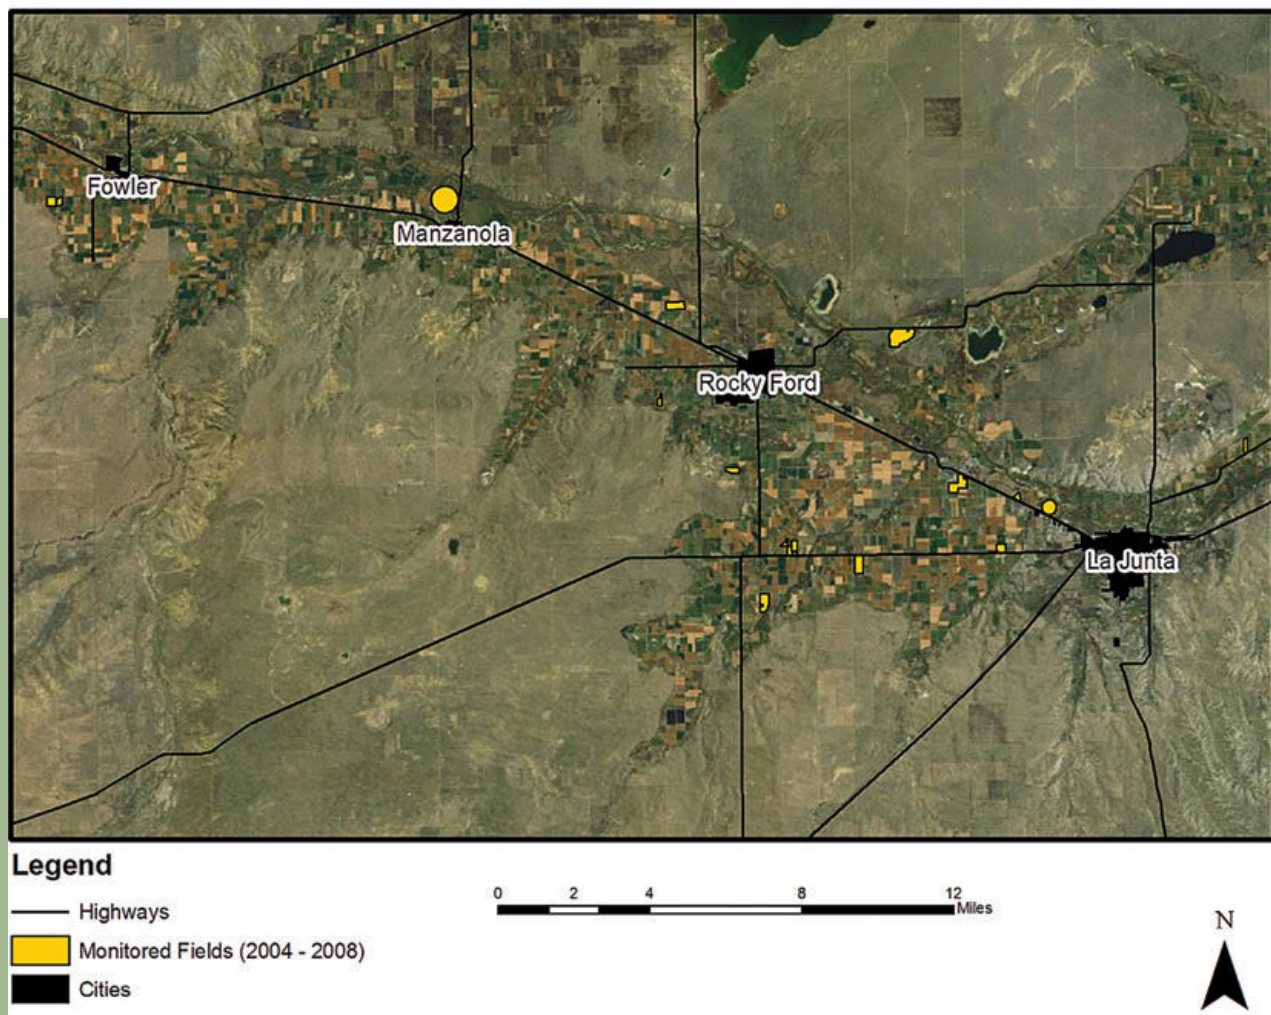 Fowler
Manzanola
Rocky Ford
La Junta
Legend
Highways
Monitored Fields (2004 - 2008)
Cities
0 2 4 8 12
Miles
N